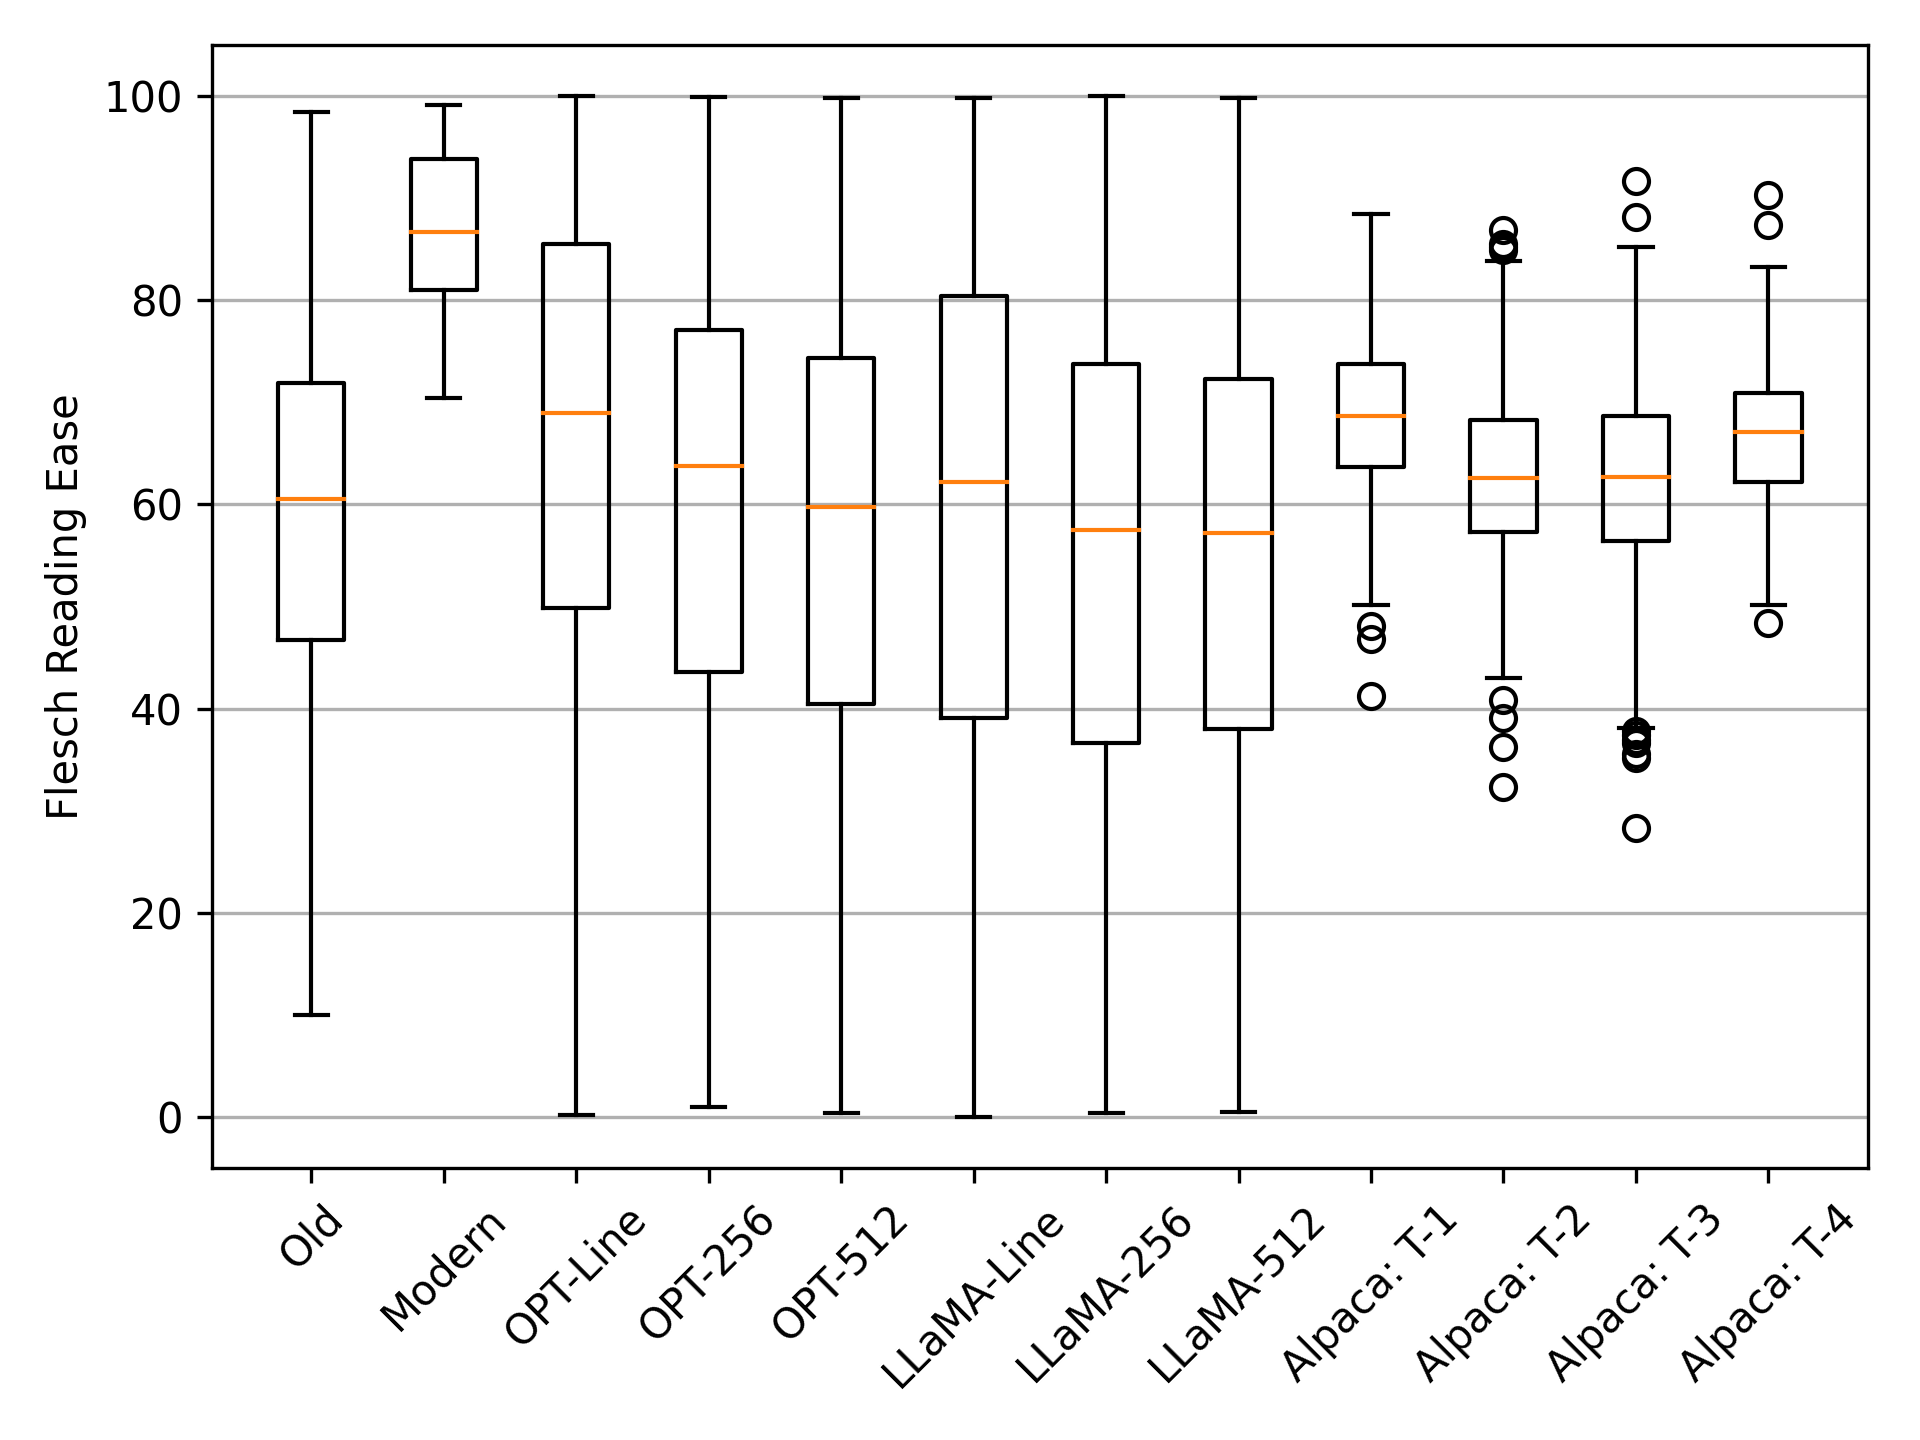 Flesch Reading Ease
100
80
60
40
20
0
Old
Modern
OPT-Line
OPT-256
OPT-512
LLaMA-Line
LLaMA-256
LLaMA-512
Alpaca: T-1
Alpaca: T-2
Alpaca: T-3
Alpaca: T-4